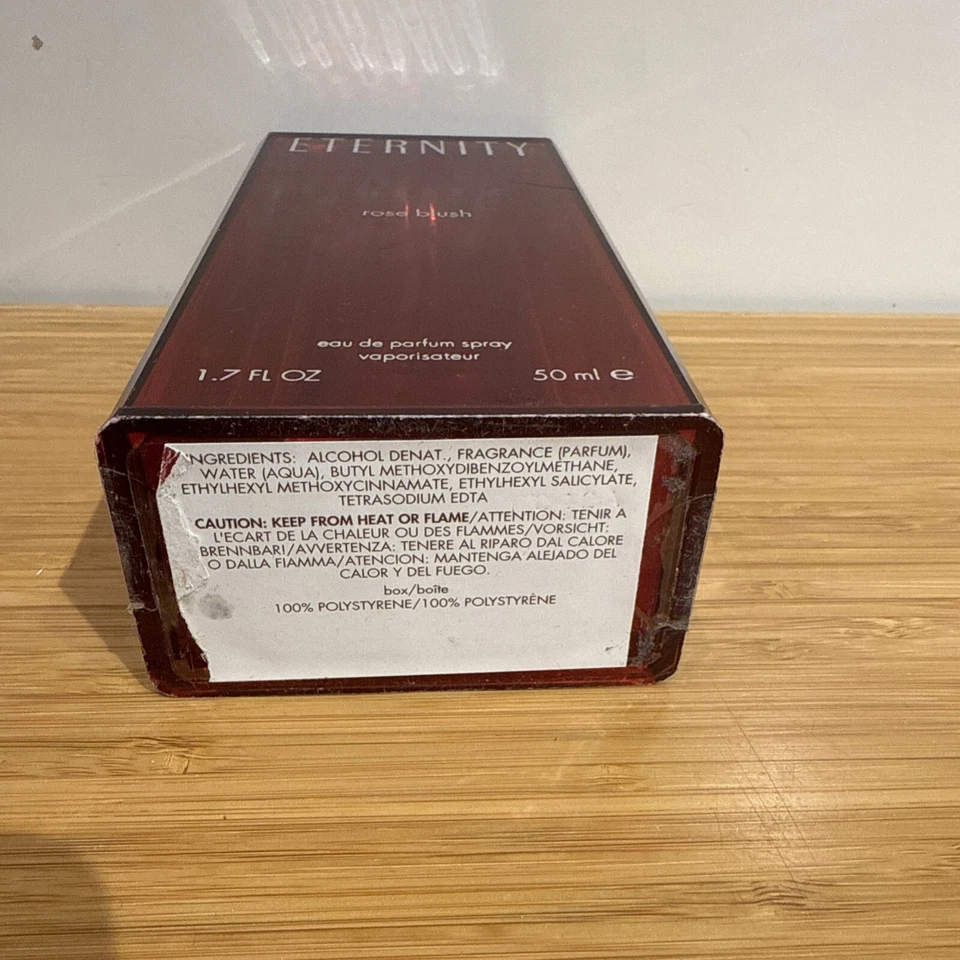 ETERNITY
rose blush
eau de parfum spray
vaporisateur
1.7 FL OZ 50 ml ℮
NGREDIENTS: ALCOHOL DENAT., FRAGRANCE (PARFUM),
WATER (AQUA), BUTYL METHOXYDIBENZOYLMETHANE,
ETHYLHEXYL METHOXYCINNAMATE, ETHYLHEXYL SALICYLATE,
TETRASODIUM EDTA
CAUTION: KEEP FROM HEAT OR FLAME/ATTENTION: TENIR A
L'ECART DE LA CHALEUR OU DES FLAMMES/VORSICHT:
BRENNBAR!/AVVERTENZA: TENERE AL RIPARO DAL CALORE
O DALLA FIAMMA/ATENCION: MANTENGA ALEJADO DEL
CALOR Y DEL FUEGO.
box/boîte
100% POLYSTYRENE/100% POLYSTYRÈNE